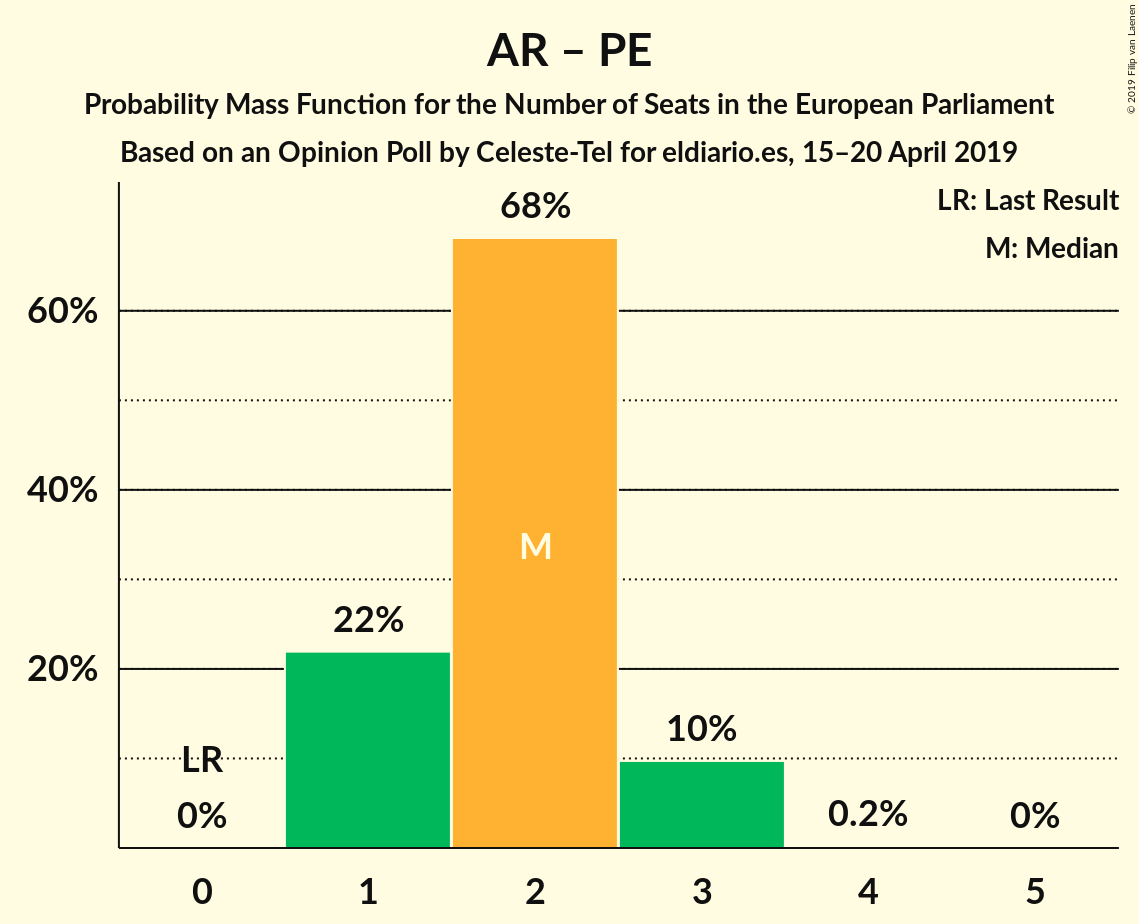 AR – PE
Probability Mass Function for the Number of Seats in the European Parliament
Based on an Opinion Poll by Celeste-Tel for eldiario.es, 15–20 April 2019
© 2019 Filip van Laenen
LR: Last Result
M: Median
68%
60%
40%
M
22%
20%
10%
LR
0%
0.2%
0%
0 1 2 3 4 5